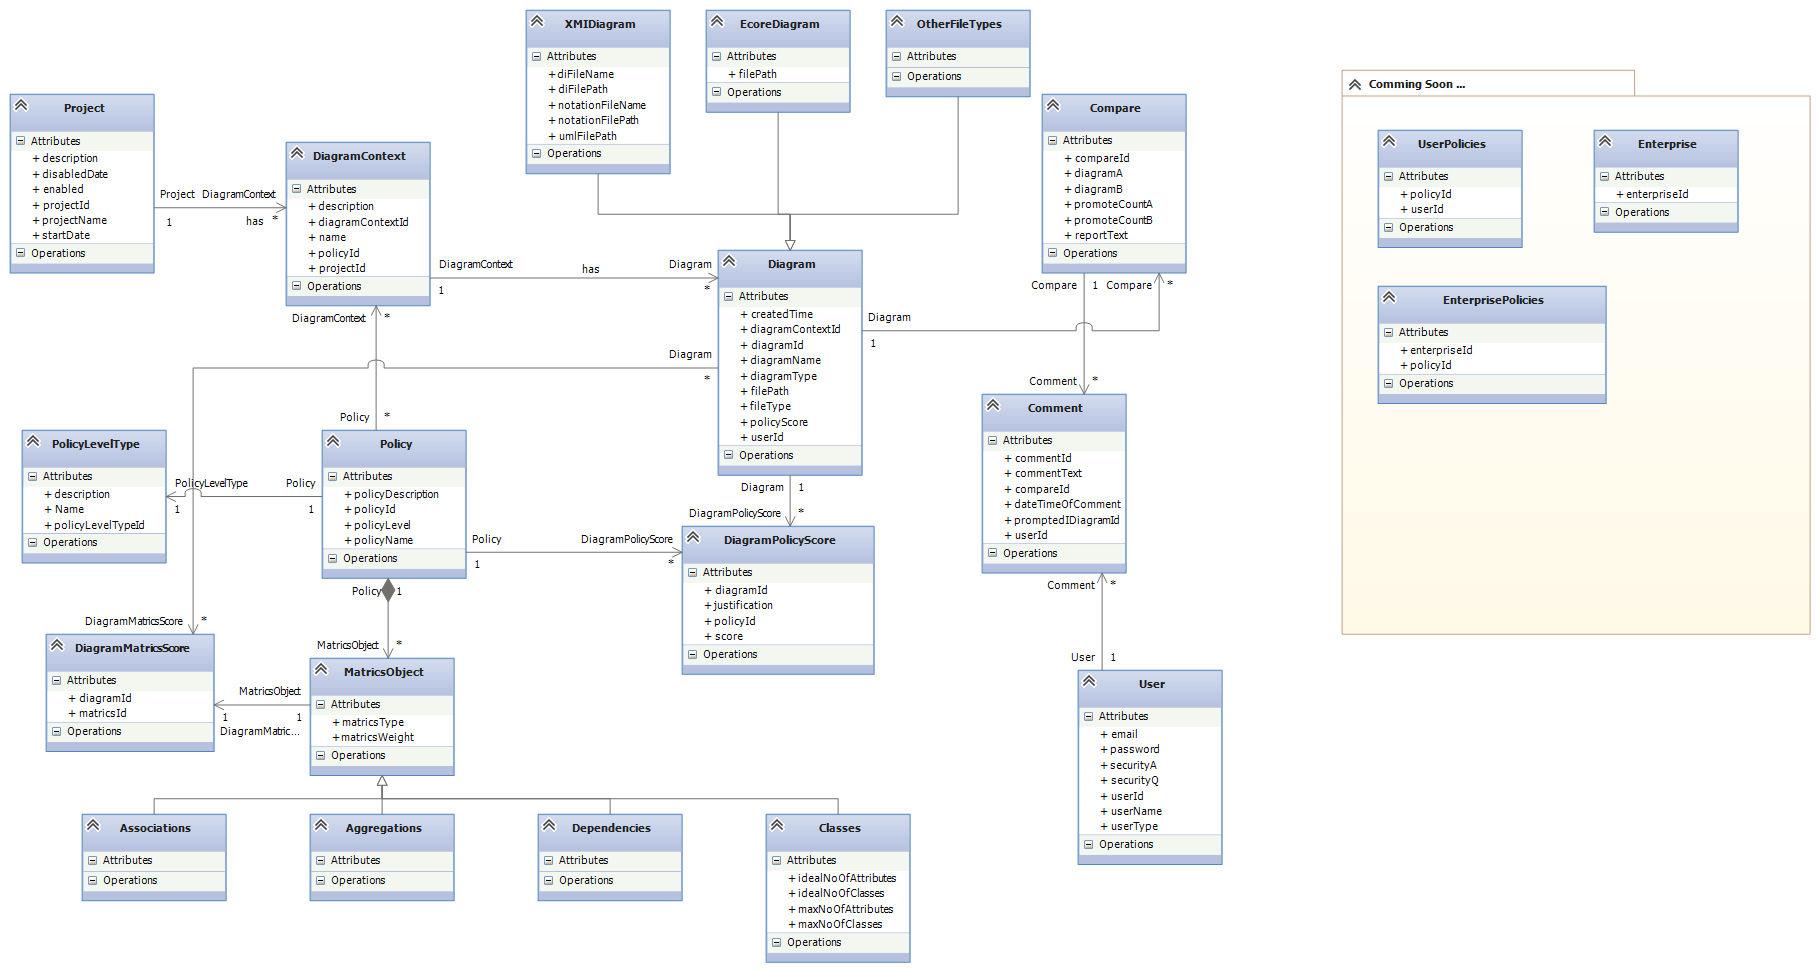 XMIDiagram
Attributes
+ diFileName
+ diFilePath
+ notationFileName
+ notationFilePath
+ umlFilePath
Operations
EcoreDiagram
Attributes
+ filePath
Operations
OtherFileTypes
Attributes
Operations
Project
Attributes
+ description
+ disabledDate
+ enabled
+ projectId
+ projectName
+ startDate
Operations
Project DiagramContext
1 has *
DiagramContext
Attributes
+ description
+ diagramContextId
+ name
+ policyId
+ projectId
Operations
DiagramContext has Diagram
1 *
Diagram
Attributes
+ createdTime
+ diagramContextId
+ diagramId
+ diagramName
+ diagramType
+ filePath
+ fileType
+ policyScore
+ userId
Operations
Compare
Attributes
+ compareId
+ diagramA
+ diagramB
+ promoteCountA
+ promoteCountB
+ reportText
Operations
Compare 1 Compare *
Diagram
1
Comment *
DiagramContext *
Diagram
*
Policy *
PolicyLevelType
Attributes
+ description
+ Name
+ policyLevelTypeId
Operations
PolicyLevelType Policy
1 1
Policy
Attributes
+ policyDescription
+ policyId
+ policyLevel
+ policyName
Operations
Policy DiagramPolicyScore
1 *
Diagram 1
DiagramPolicyScore *
DiagramPolicyScore
Attributes
+ diagramId
+ justification
+ policyId
+ score
Operations
Comment
Attributes
+ commentId
+ commentText
+ compareId
+ dateTimeOfComment
+ promptedIDiagramId
+ userId
Operations
Comment *
User 1
User
Attributes
+ email
+ password
+ securityA
+ securityQ
+ userId
+ userName
+ userType
Operations
Policy 1
MatricsObject *
DiagramMatricsScore *
DiagramMatricsScore
Attributes
+ diagramId
+ matricsId
Operations
MatricsObject
1 1
DiagramMatric...
MatricsObject
Attributes
+ matricsType
+ matricsWeight
Operations
Associations
Attributes
Operations
Aggregations
Attributes
Operations
Dependencies
Attributes
Operations
Classes
Attributes
+ idealNoOfAttributes
+ idealNoOfClasses
+ maxNoOfAttributes
+ maxNoOfClasses
Operations
Comming Soon ...
UserPolicies
Attributes
+ policyId
+ userId
Operations
Enterprise
Attributes
+ enterpriseId
Operations
EnterprisePolicies
Attributes
+ enterpriseId
+ policyId
Operations